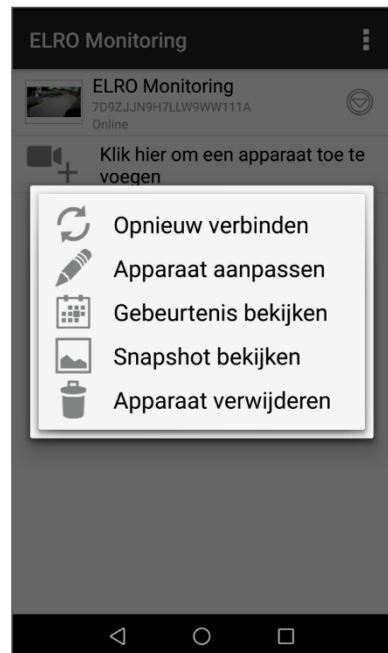 ELRO Monitoring
ELRO Monitoring
7D9ZJJN9H7LLW9WW111A
Online
Klik hier om een apparaat toe te
voegen
Opnieuw verbinden
Apparaat aanpassen
Gebeurtenis bekijken
Snapshot bekijken
Apparaat verwijderen